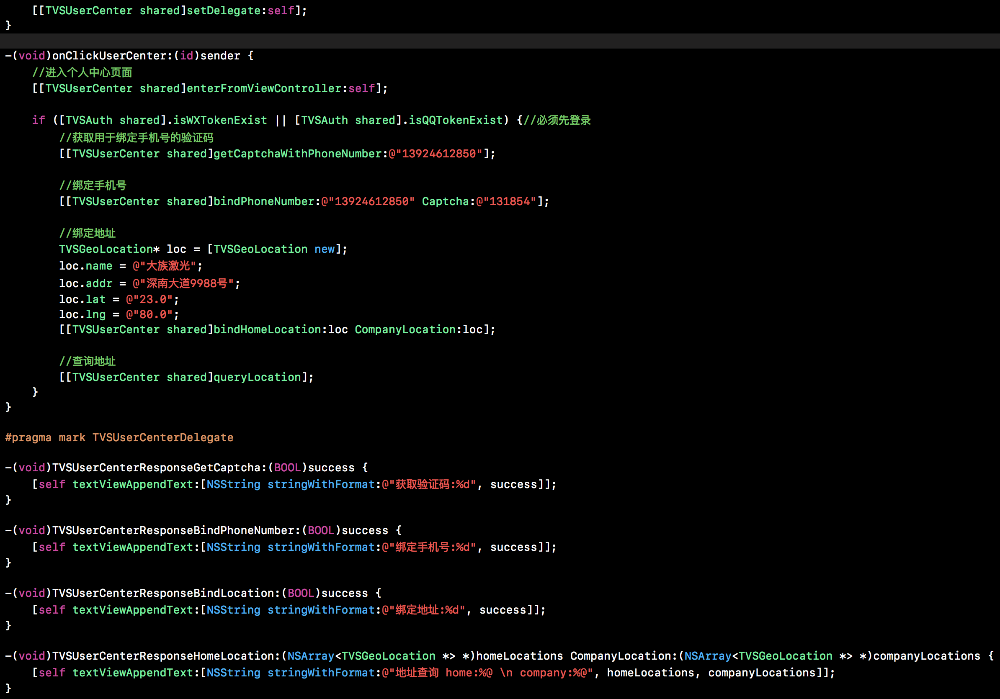 [[TVSUserCenter shared]setDelegate:self];
}
-(void)onClickUserCenter:(id)sender {
//进入个人中心页面
[[TVSUserCenter shared]enterFromViewController:self];
if ([TVSAuth shared].isWXTokenExist || [TVSAuth shared].isQQTokenExist) {//必须先登录
//获取用于绑定手机号的验证码
[[TVSUserCenter shared]getCaptchaWithPhoneNumber:@"13924612850"];
//绑定手机号
[[TVSUserCenter shared]bindPhoneNumber:@"13924612850" Captcha:@"131854"];
//绑定地址
TVSGeoLocation* loc = [TVSGeoLocation new];
loc.name = @"大族激光";
loc.addr = @"深南大道9988号";
loc.lat = @"23.0";
loc.lng = @"80.0";
[[TVSUserCenter shared]bindHomeLocation:loc CompanyLocation:loc];
//查询地址
[[TVSUserCenter shared]queryLocation];
}
}
#pragma mark TVSUserCenterDelegate
-(void)TVSUserCenterResponseGetCaptcha:(BOOL)success {
[self textViewAppendText:[NSString stringWithFormat:@"获取验证码:%d", success]];
}
-(void)TVSUserCenterResponseBindPhoneNumber:(BOOL)success {
[self textViewAppendText:[NSString stringWithFormat:@"绑定手机号:%d", success]];
}
-(void)TVSUserCenterResponseBindLocation:(BOOL)success {
[self textViewAppendText:[NSString stringWithFormat:@"绑定地址:%d", success]];
}
-(void)TVSUserCenterResponseHomeLocation:(NSArray<TVSGeoLocation *> *)homeLocations CompanyLocation:(NSArray<TVSGeoLocation *> *)companyLocations {
[self textViewAppendText:[NSString stringWithFormat:@"地址查询 home:%@ \n company:%@", homeLocations, companyLocations]];
}